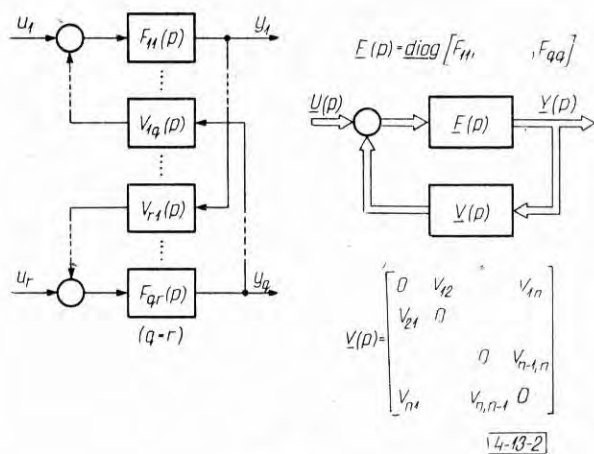 u₁ F₁₁(p) y₁
V₁q(p)
Vᵣ₁(p)
uᵣ Fqr(p) yq
(q=r)
F(p)=diag [F₁₁, ,Fqq]
U(p) F(p) Y(p)
V(p)
V(p)=
0 V₁₂ V₁ₙ
V₂₁ 0
0 Vₙ₋₁,ₙ
Vₙ₁ Vₙ,ₙ₋₁ 0
4-13-2